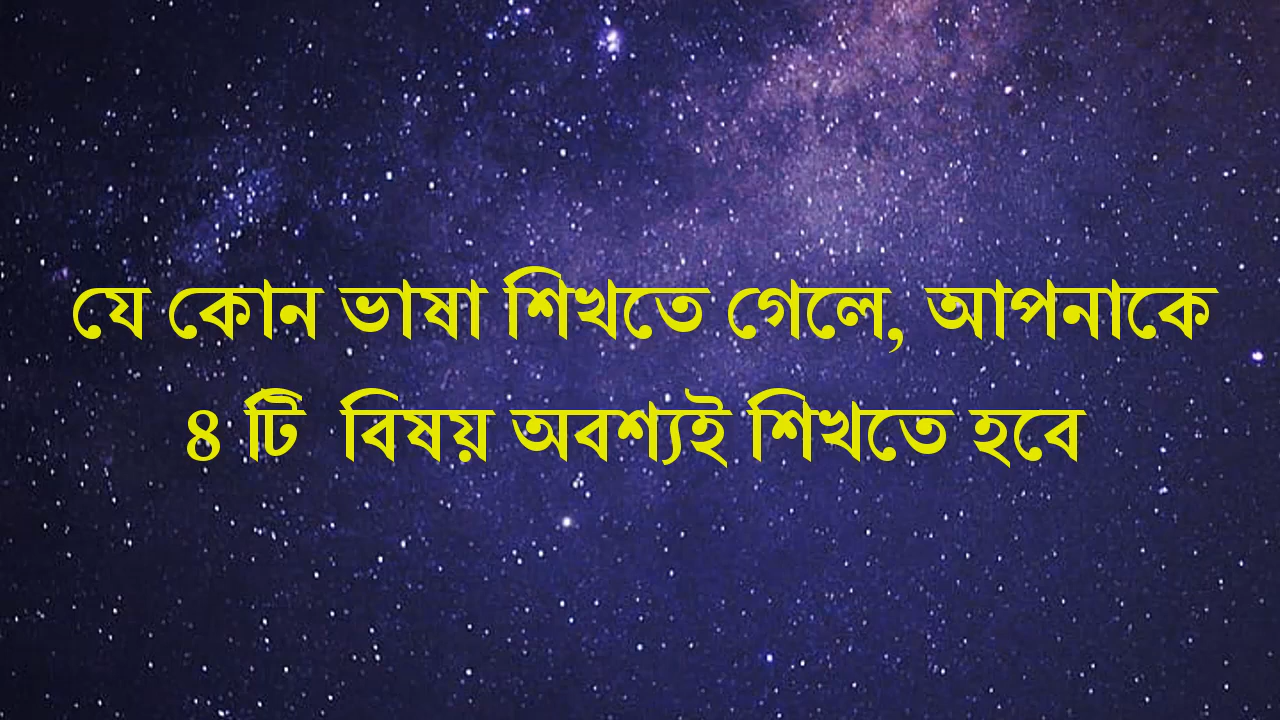 যে কোন ভাষা শিখতে গেলে, আপনাকে
৪ টি বিষয় অবশ্যই শিখতে হবে